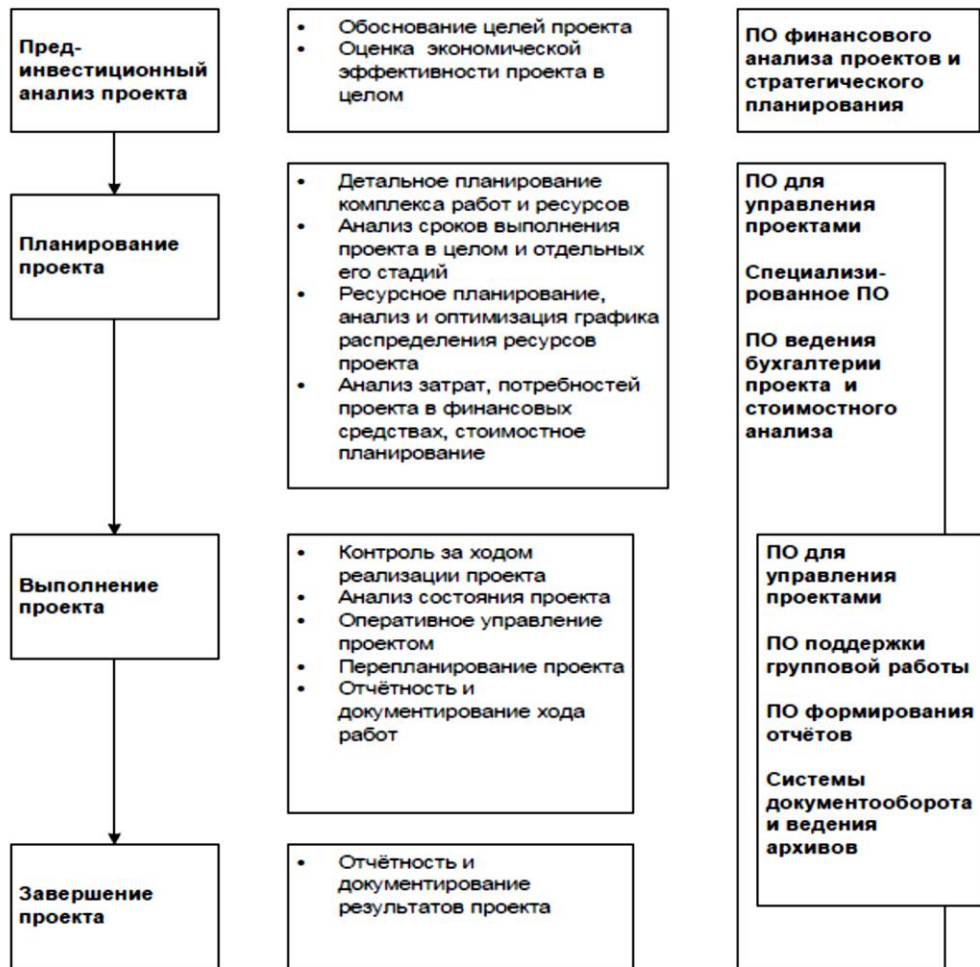 Пред-
инвестиционный
анализ проекта
• Обоснование целей проекта
• Оценка экономической
эффективности проекта в
целом
ПО финансового
анализа проектов и
стратегического
планирования
Планирование
проекта
• Детальное планирование
комплекса работ и ресурсов
• Анализ сроков выполнения
проекта в целом и отдельных
его стадий
• Ресурсное планирование,
анализ и оптимизация графика
распределения ресурсов
проекта
• Анализ затрат, потребностей
проекта в финансовых
средствах, стоимостное
планирование
ПО для
управления
проектами
Специализи-
рованное ПО
ПО ведения
бухгалтерии
проекта и
стоимостного
анализа
Выполнение
проекта
• Контроль за ходом
реализации проекта
• Анализ состояния проекта
• Оперативное управление
проектом
• Перепланирование проекта
• Отчётность и
документирование хода
работ
ПО для
управления
проектами
ПО поддержки
групповой работы
ПО формирования
отчётов
Системы
документооборота
и ведения
архивов
Завершение
проекта
• Отчётность и
документирование
результатов проекта